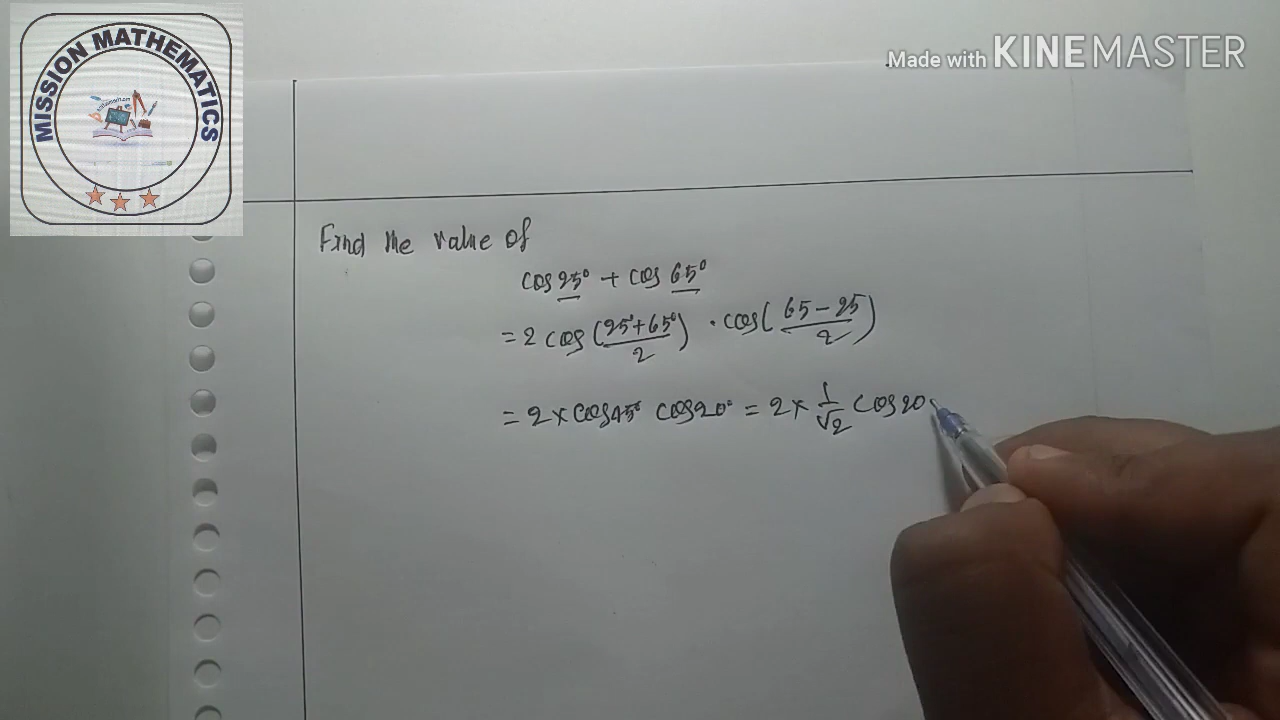 MISSION MATHEMATICS
Made with KINEMASTER
Find the value of
cos 25° + cos 65°
= 2 cos (25°+65°/2) · cos (65-25/2)
= 2 × cos 45° cos 20° = 2 × 1/√2 cos 20